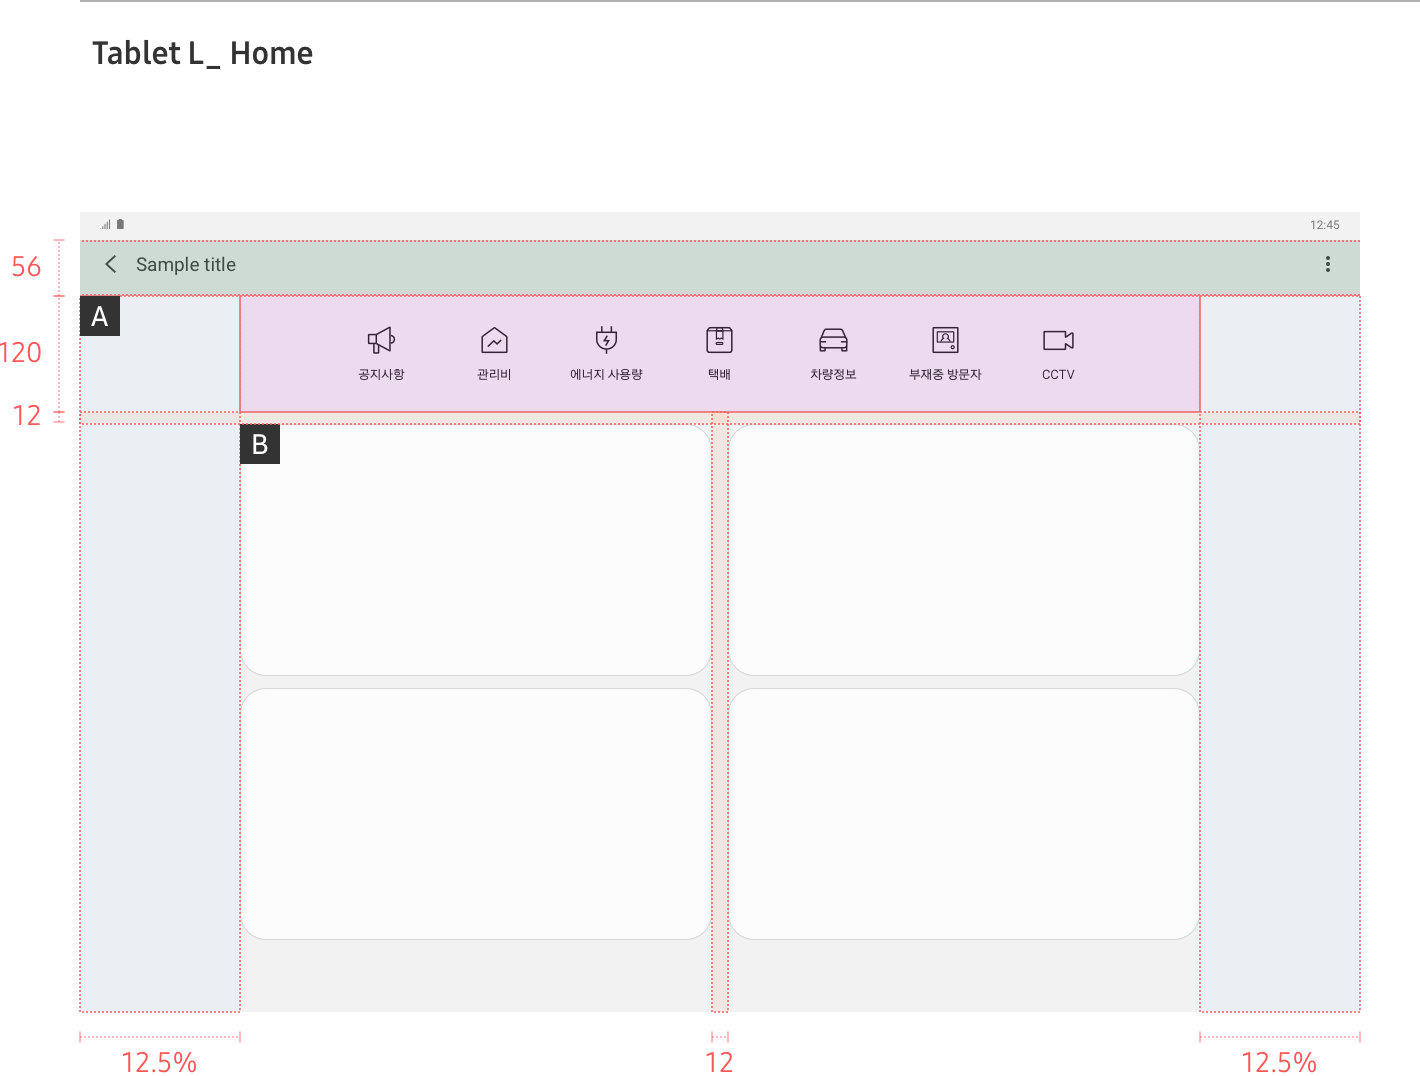 Tablet L_ Home
12:45
56
Sample title
A
120
공지사항
관리비
에너지 사용량
택배
차량정보
부재중 방문자
CCTV
12
B
12.5%
12
12.5%